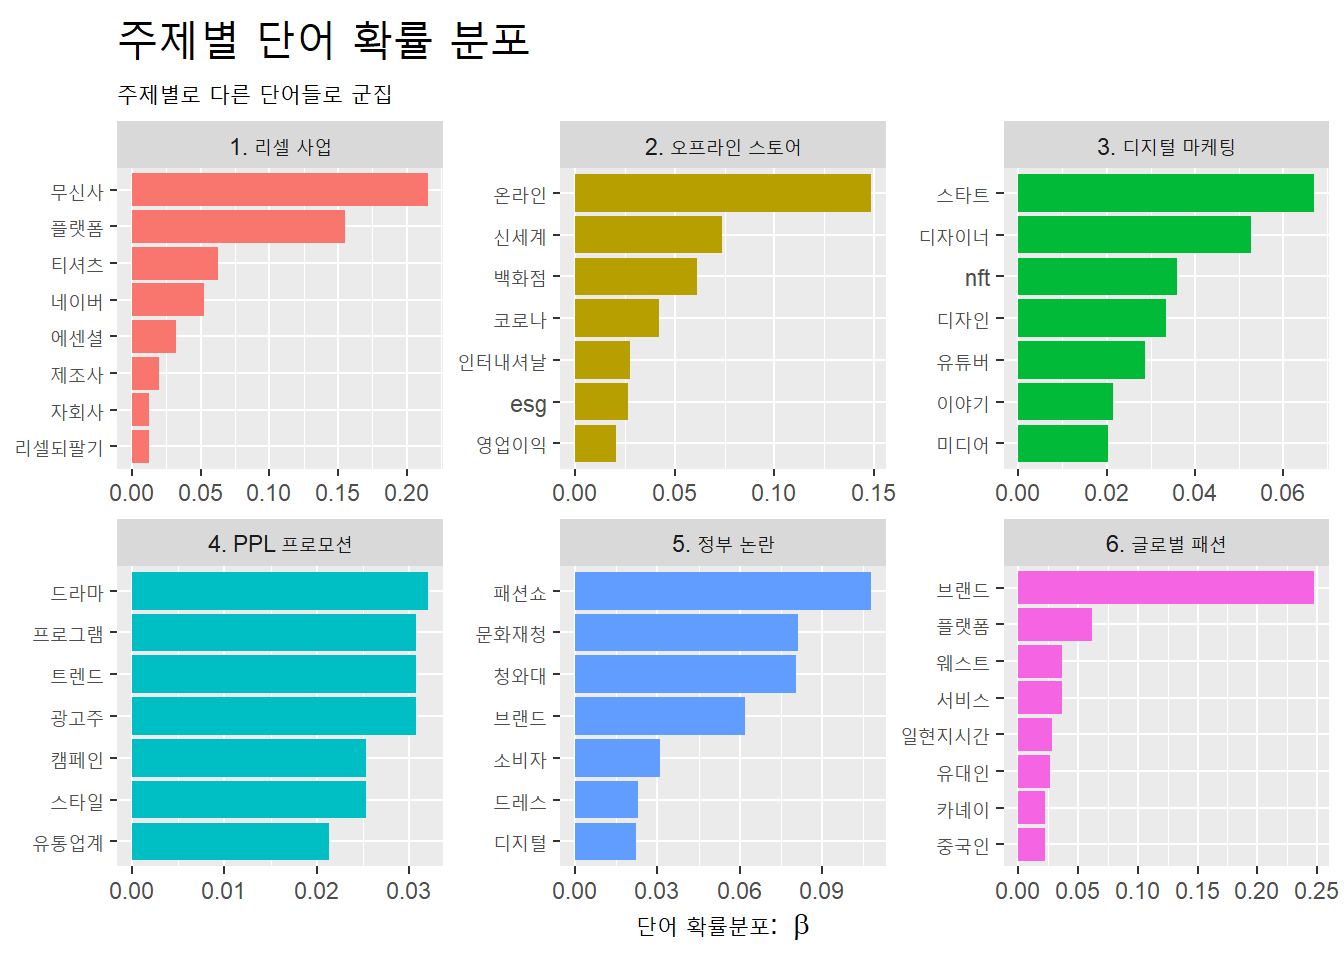 주제별 단어 확률 분포
주제별로 다른 단어들로 군집
1. 리셀 사업
무신사
플랫폼
티셔츠
네이버
에센셜
제조사
자회사
리셀되팔기
0.00 0.05 0.10 0.15 0.20
2. 오프라인 스토어
온라인
신세계
백화점
코로나
인터내셔날
esg
영업이익
0.00 0.05 0.10 0.15
3. 디지털 마케팅
스타트
디자이너
nft
디자인
유튜버
이야기
미디어
0.00 0.02 0.04 0.06
4. PPL 프로모션
드라마
프로그램
트렌드
광고주
캠페인
스타일
유통업계
0.00 0.01 0.02 0.03
5. 정부 논란
패션쇼
문화재청
청와대
브랜드
소비자
드레스
디지털
0.00 0.03 0.06 0.09
6. 글로벌 패션
브랜드
플랫폼
웨스트
서비스
일현지시간
유대인
카녜이
중국인
0.00 0.05 0.10 0.15 0.20 0.25
단어 확률분포: β